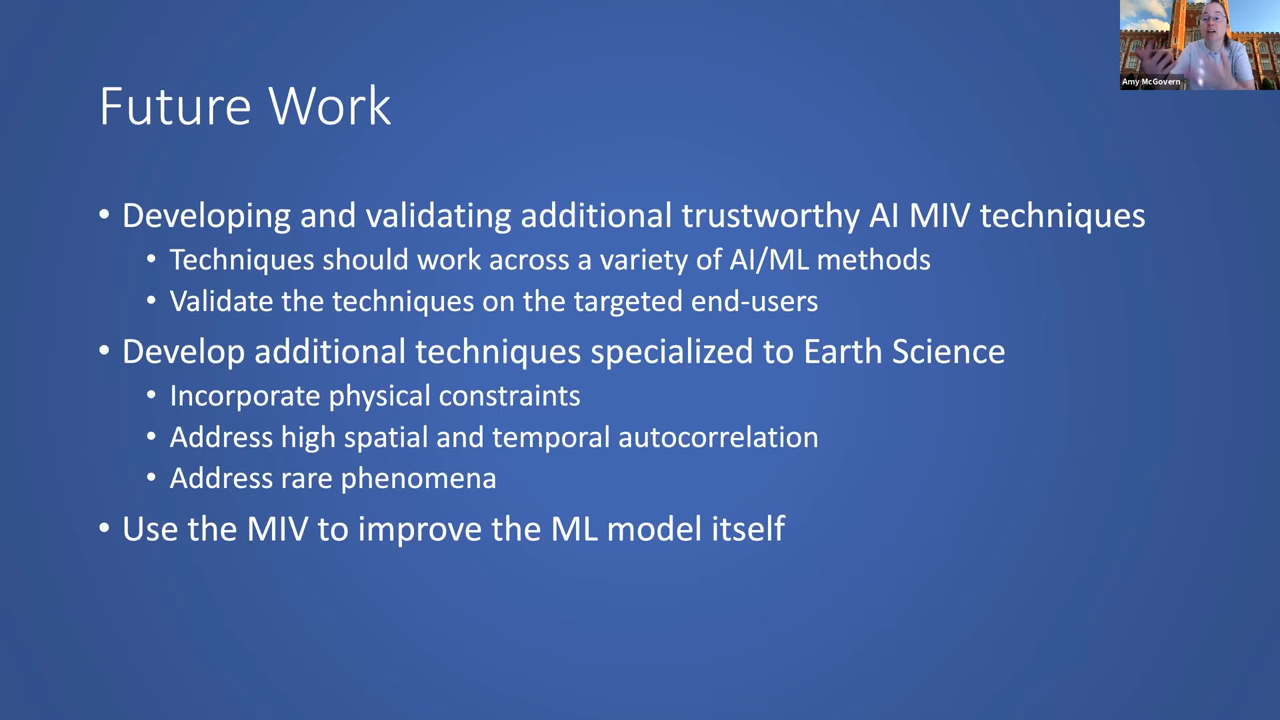 Amy McGovern
Future Work
• Developing and validating additional trustworthy AI MIV techniques
• Techniques should work across a variety of AI/ML methods
• Validate the techniques on the targeted end-users
• Develop additional techniques specialized to Earth Science
• Incorporate physical constraints
• Address high spatial and temporal autocorrelation
• Address rare phenomena
• Use the MIV to improve the ML model itself